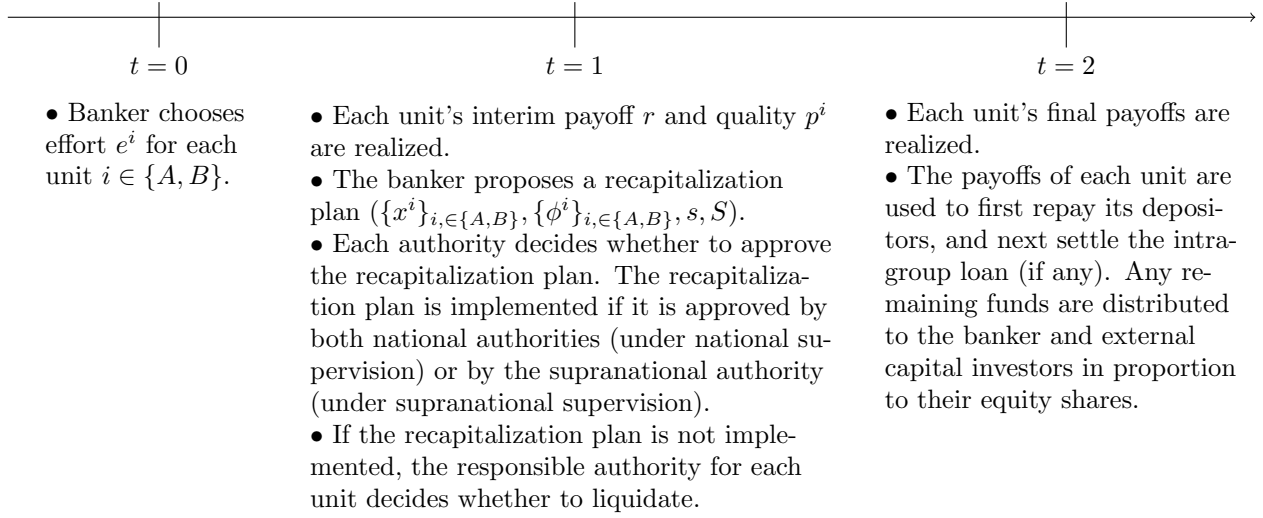 t = 0
t = 1
t = 2
• Banker chooses
effort e^i for each
unit i ∈ {A, B}.
• Each unit's interim payoff r and quality p^i
are realized.
• The banker proposes a recapitalization
plan ({x^i}_{i,∈{A,B}}, {ϕ^i}_{i,∈{A,B}}, s, S).
• Each authority decides whether to approve
the recapitalization plan. The recapitaliza-
tion plan is implemented if it is approved by
both national authorities (under national su-
pervision) or by the supranational authority
(under supranational supervision).
• If the recapitalization plan is not imple-
mented, the responsible authority for each
unit decides whether to liquidate.
• Each unit's final payoffs are
realized.
• The payoffs of each unit are
used to first repay its deposi-
tors, and next settle the intra-
group loan (if any). Any re-
maining funds are distributed
to the banker and external
capital investors in proportion
to their equity shares.